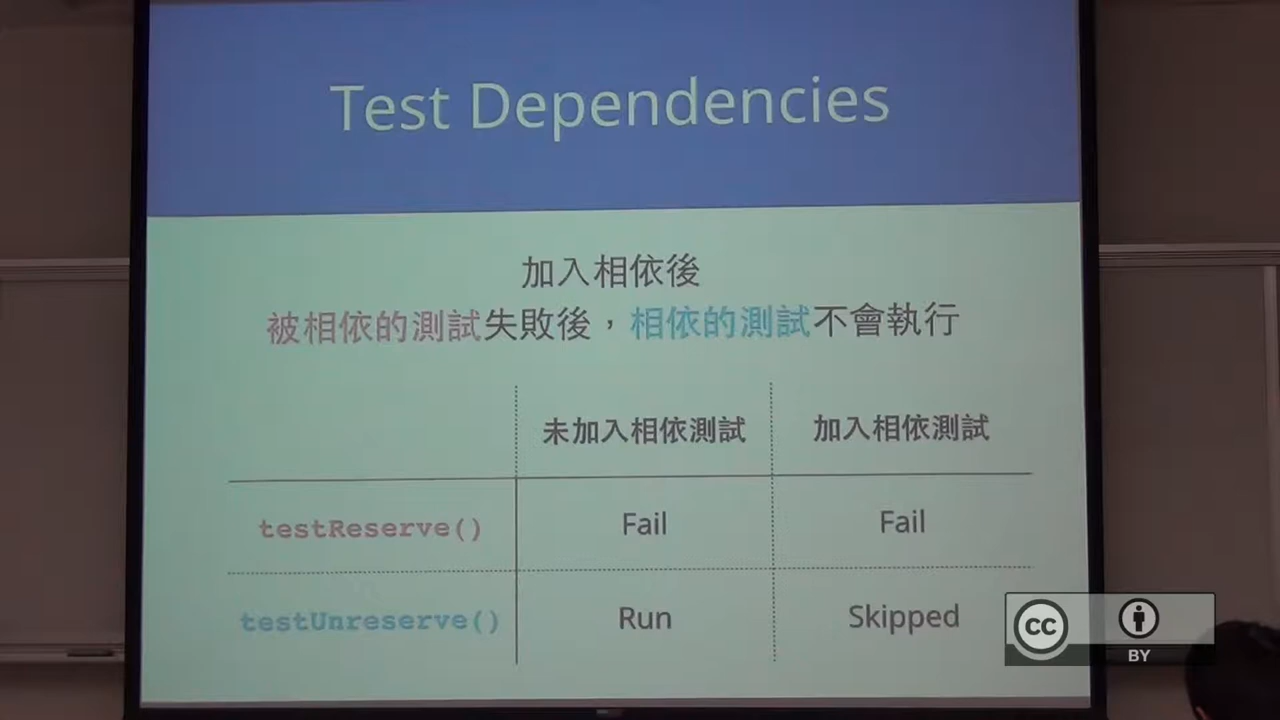 Test Dependencies
加入相依後
被相依的測試失敗後，相依的測試不會執行
未加入相依測試 加入相依測試
testReserve() Fail Fail
testUnreserve() Run Skipped
cc
BY